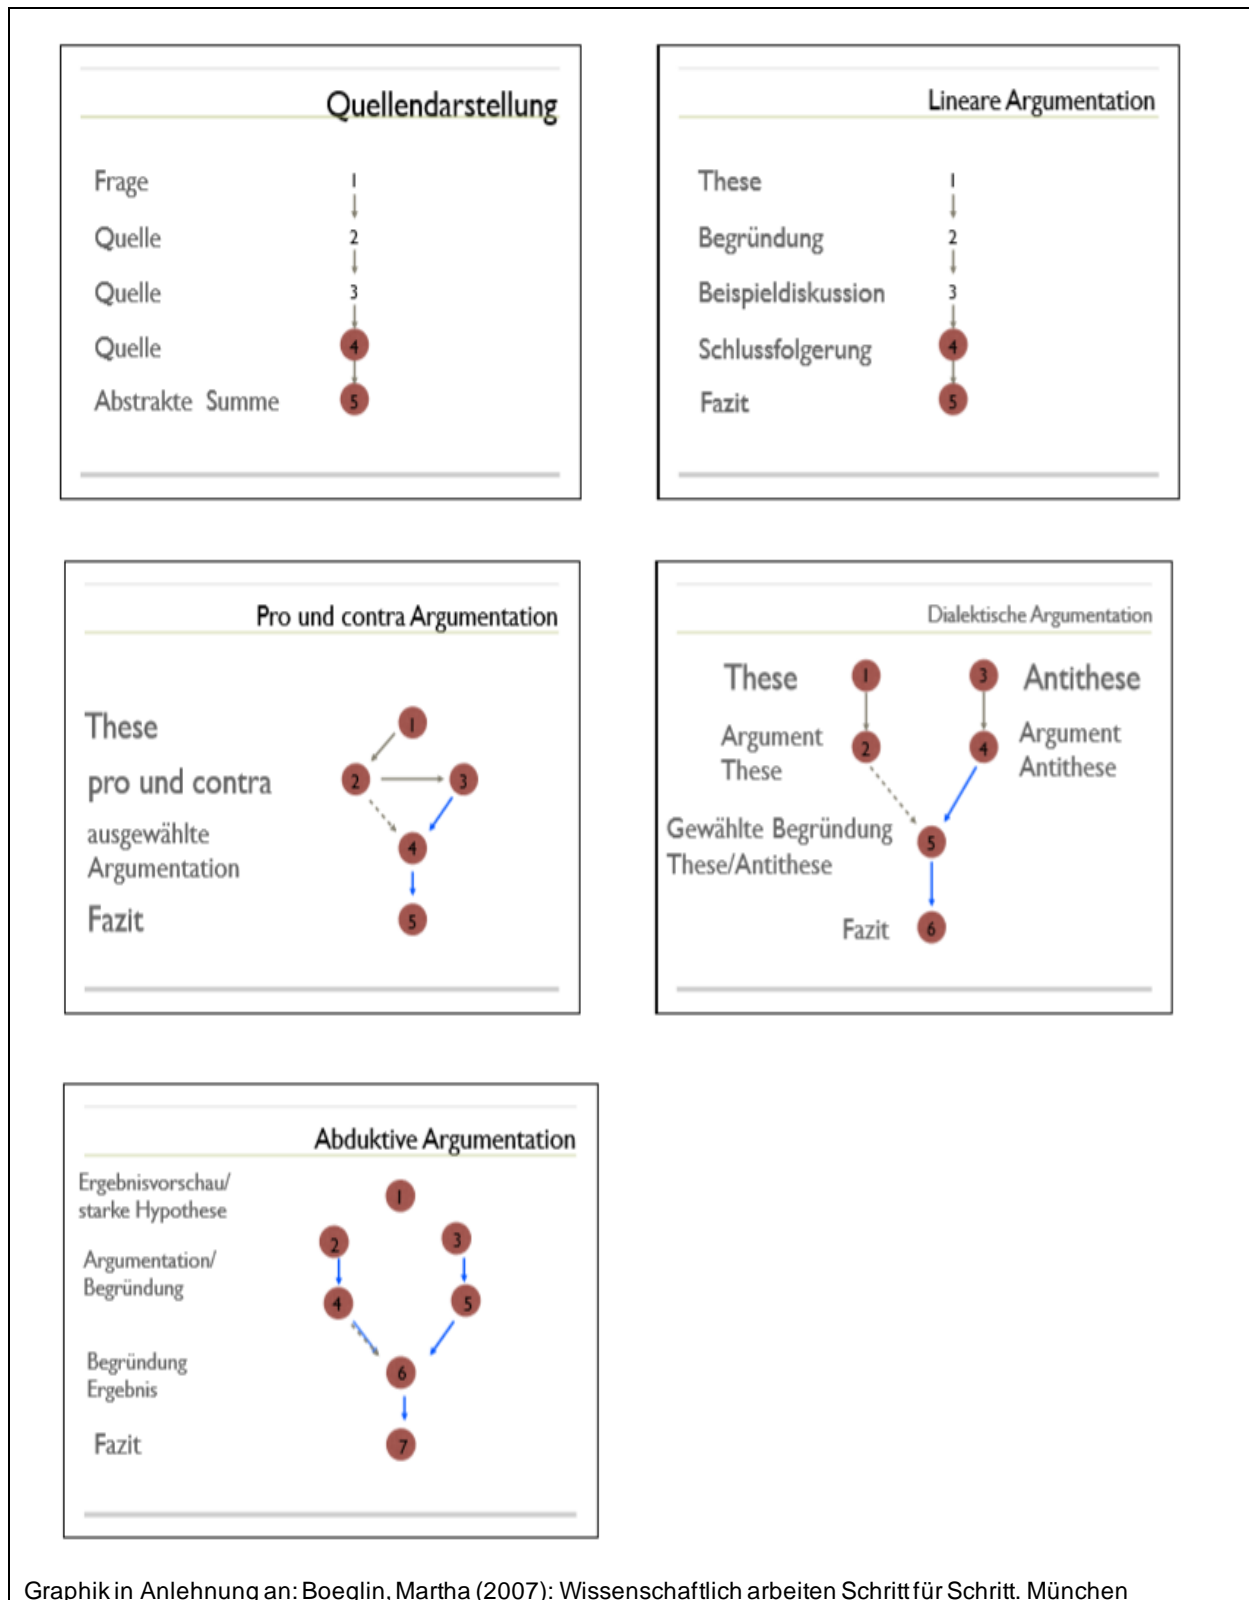 Quellendarstellung
Frage 1
Quelle 2
Quelle 3
Quelle 4
Abstrakte Summe 5
Lineare Argumentation
These 1
Begründung 2
Beispieldiskussion 3
Schlussfolgerung 4
Fazit 5
Pro und contra Argumentation
These 1
pro und contra 2 3
ausgewählte
Argumentation 4
Fazit 5
Dialektische Argumentation
These 1 3 Antithese
Argument 2 4 Argument
These Antithese
Gewählte Begründung 5
These/Antithese
Fazit 6
Abduktive Argumentation
Ergebnisvorschau/ 1
starke Hypothese
2 3
Argumentation/
Begründung 4 5
Begründung 6
Ergebnis
Fazit 7
Graphik in Anlehnung an: Boeglin, Martha (2007): Wissenschaftlich arbeiten Schritt für Schritt. München